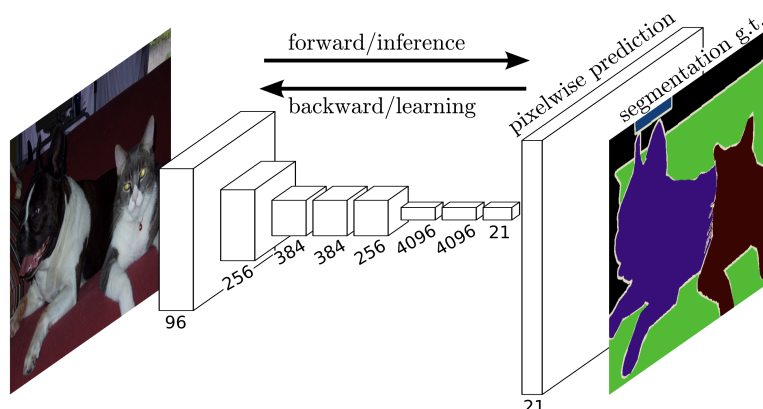 forward/inference
backward/learning
pixelwise prediction
segmentation g.t.
96
256
384
384
256
4096
4096
21
21